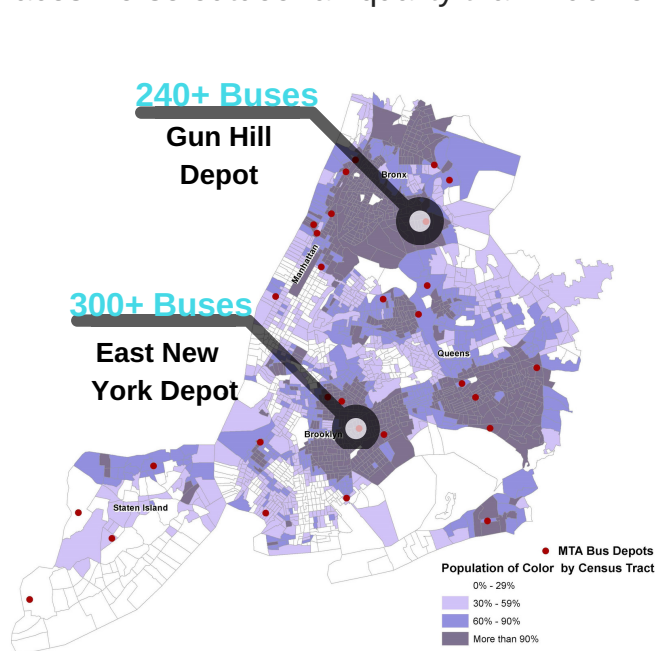 240+ Buses
Gun Hill
Depot
Bronx
Manhattan
300+ Buses
East New
York Depot
Queens
Brooklyn
Staten Island
MTA Bus Depots
Population of Color by Census Tract
0% - 29%
30% - 59%
60% - 90%
More than 90%